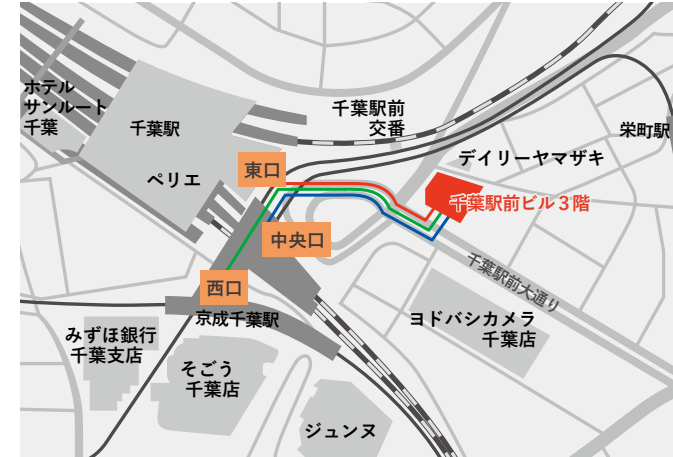 ホテル
サンルート
千葉
千葉駅
千葉駅前
交番
栄町駅
デイリーヤマザキ
東口
ペリエ
千葉駅前ビル３階
中央口
千葉駅前大通り
西口
京成千葉駅
ヨドバシカメラ
千葉店
みずほ銀行
千葉支店
そごう
千葉店
ジュンヌ